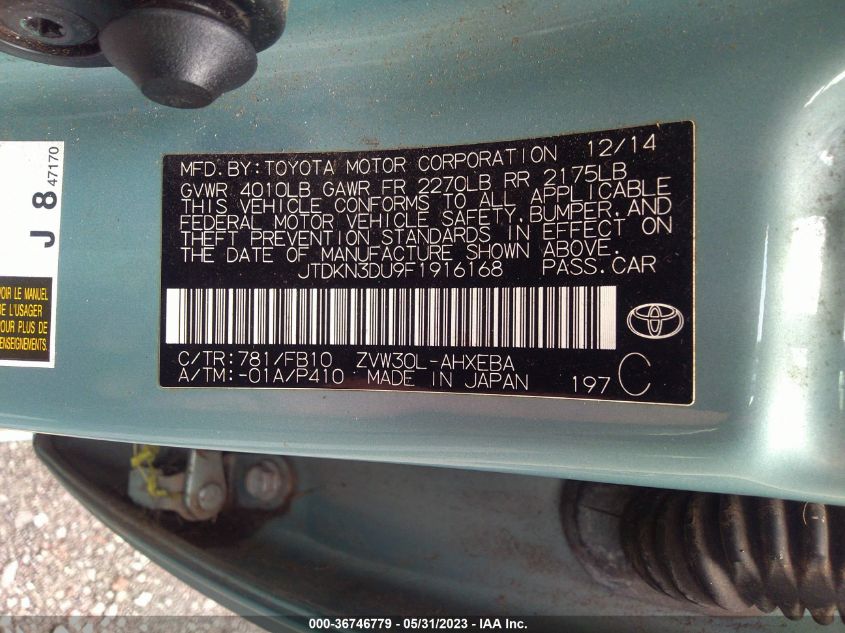 MFD. BY: TOYOTA MOTOR CORPORATION 12/14
GVWR 4010LB GAWR FR 2270LB RR 2175LB
THIS VEHICLE CONFORMS TO ALL APPLICABLE
FEDERAL MOTOR VEHICLE SAFETY, BUMPER, AND
THEFT PREVENTION STANDARDS IN EFFECT ON
THE DATE OF MANUFACTURE SHOWN ABOVE.
JTDKN3DU9F1916168 PASS. CAR
C/TR: 781/FB10 ZVW30L-AHXEBA
A/TM: -01A/P410 MADE IN JAPAN 197 C
J 8 47170
VOIR LE MANUEL
DE L'USAGER
POUR PLUS DE
RENSEIGNEMENTS.
000-36746779 - 05/31/2023 - IAA Inc.